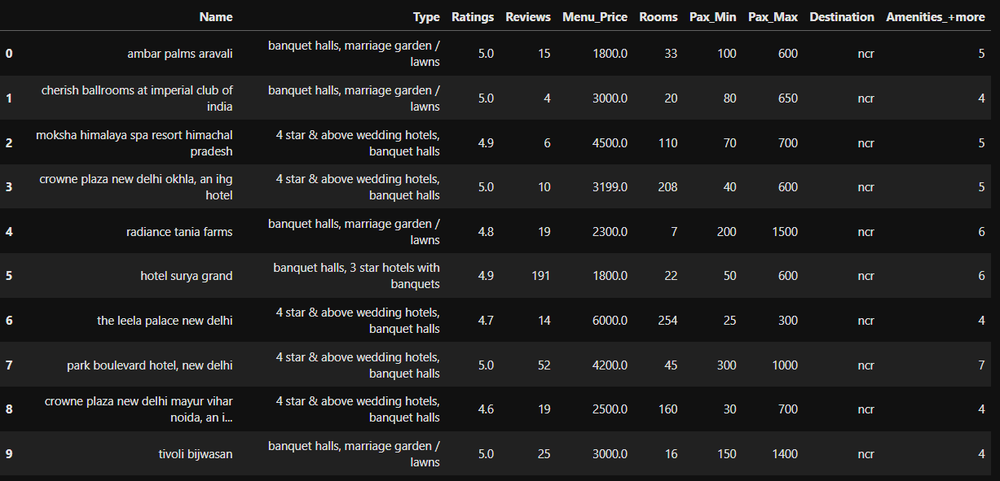 Name Type Ratings Reviews Menu_Price Rooms Pax_Min Pax_Max Destination Amenities_+more
0 ambar palms aravali banquet halls, marriage garden / lawns 5.0 15 1800.0 33 100 600 ncr 5
1 cherish ballrooms at imperial club of india banquet halls, marriage garden / lawns 5.0 4 3000.0 20 80 650 ncr 4
2 moksha himalaya spa resort himachal pradesh 4 star & above wedding hotels, banquet halls 4.9 6 4500.0 110 70 700 ncr 5
3 crowne plaza new delhi okhla, an ihg hotel 4 star & above wedding hotels, banquet halls 5.0 10 3199.0 208 40 600 ncr 5
4 radiance tania farms banquet halls, marriage garden / lawns 4.8 19 2300.0 7 200 1500 ncr 6
5 hotel surya grand banquet halls, 3 star hotels with banquets 4.9 191 1800.0 22 50 600 ncr 6
6 the leela palace new delhi 4 star & above wedding hotels, banquet halls 4.7 14 6000.0 254 25 300 ncr 4
7 park boulevard hotel, new delhi 4 star & above wedding hotels, banquet halls 5.0 52 4200.0 45 300 1000 ncr 7
8 crowne plaza new delhi mayur vihar noida, an i... 4 star & above wedding hotels, banquet halls 4.6 19 2500.0 160 30 700 ncr 4
9 tivoli bijwasan banquet halls, marriage garden / lawns 5.0 25 3000.0 16 150 1400 ncr 4